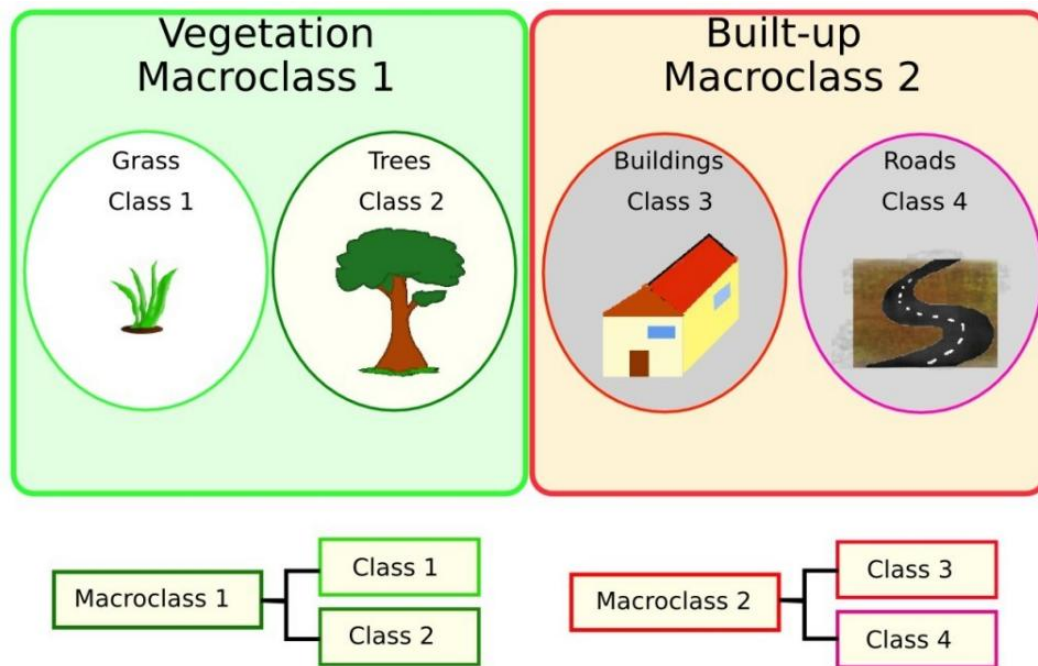 Vegetation
Macroclass 1
Grass
Class 1
Trees
Class 2
Built-up
Macroclass 2
Buildings
Class 3
Roads
Class 4
Macroclass 1
Class 1
Class 2
Macroclass 2
Class 3
Class 4